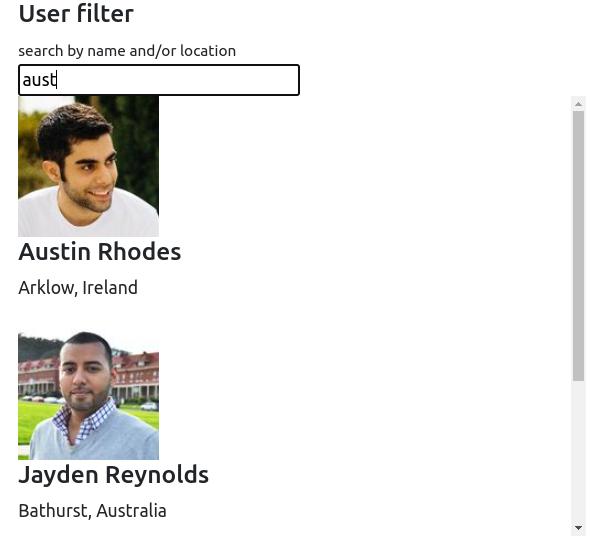 User filter
search by name and/or location
aust
Austin Rhodes
Arklow, Ireland
Jayden Reynolds
Bathurst, Australia